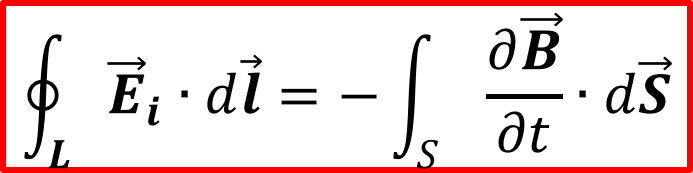 ∮_L E⃗_i · dl⃗ = − ∫_S ∂B⃗/∂t · dS⃗